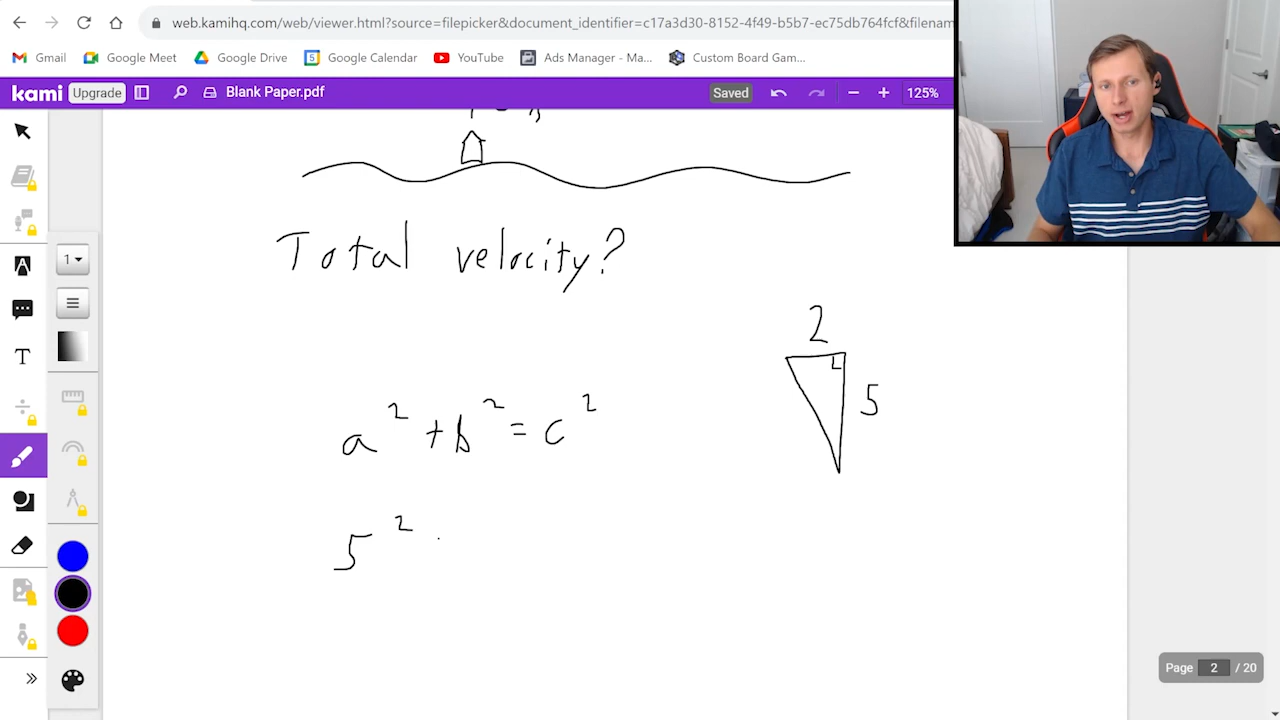 web.kamihq.com/web/viewer.html?source=filepicker&document_identifier=c17a3d30-8152-4f49-b5b7-ec75db764fcf&filenam
Gmail Google Meet Google Drive 5 Google Calendar YouTube Ads Manager - Ma... Custom Board Gam...
kami Upgrade Blank Paper.pdf Saved 125%
Total velocity?
1
2
5
a² + b² = c²
5²
T
Page 2 / 20